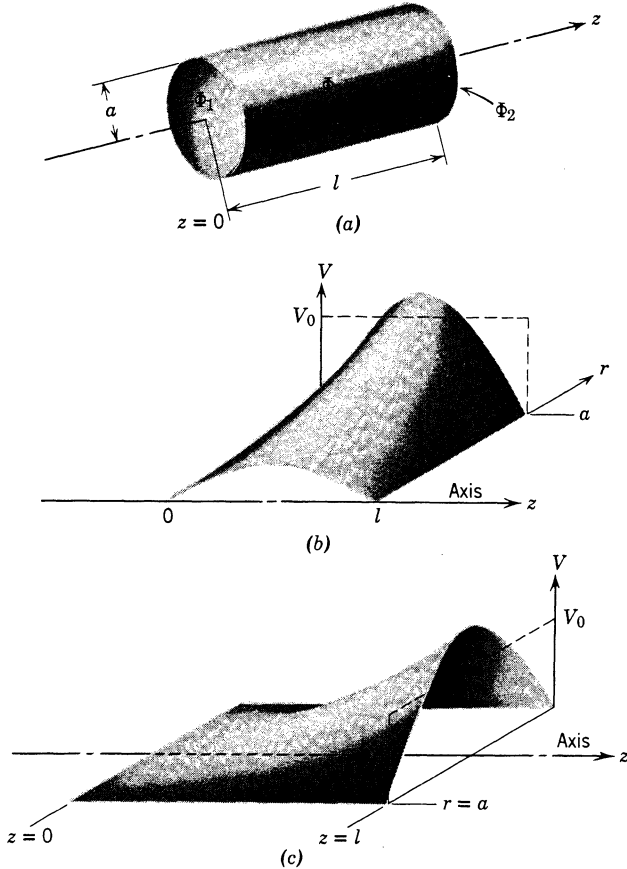 z
a
Φ1
Φ
Φ2
l
z = 0
(a)
V
V0
r
a
Axis
z
0
l
(b)
V
V0
Axis
z
r = a
z = 0
z = l
(c)